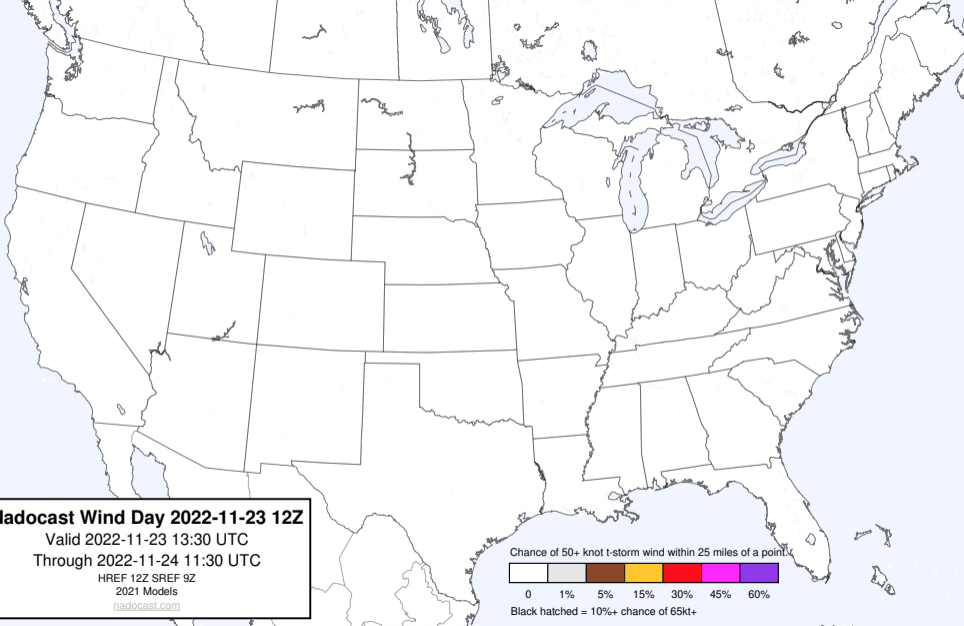 adocast Wind Day 2022-11-23 12Z
Valid 2022-11-23 13:30 UTC
Through 2022-11-24 11:30 UTC
HREF 12Z SREF 9Z
2021 Models
nadocast.com
Chance of 50+ knot t-storm wind within 25 miles of a point.
0 1% 5% 15% 30% 45% 60%
Black hatched = 10%+ chance of 65kt+